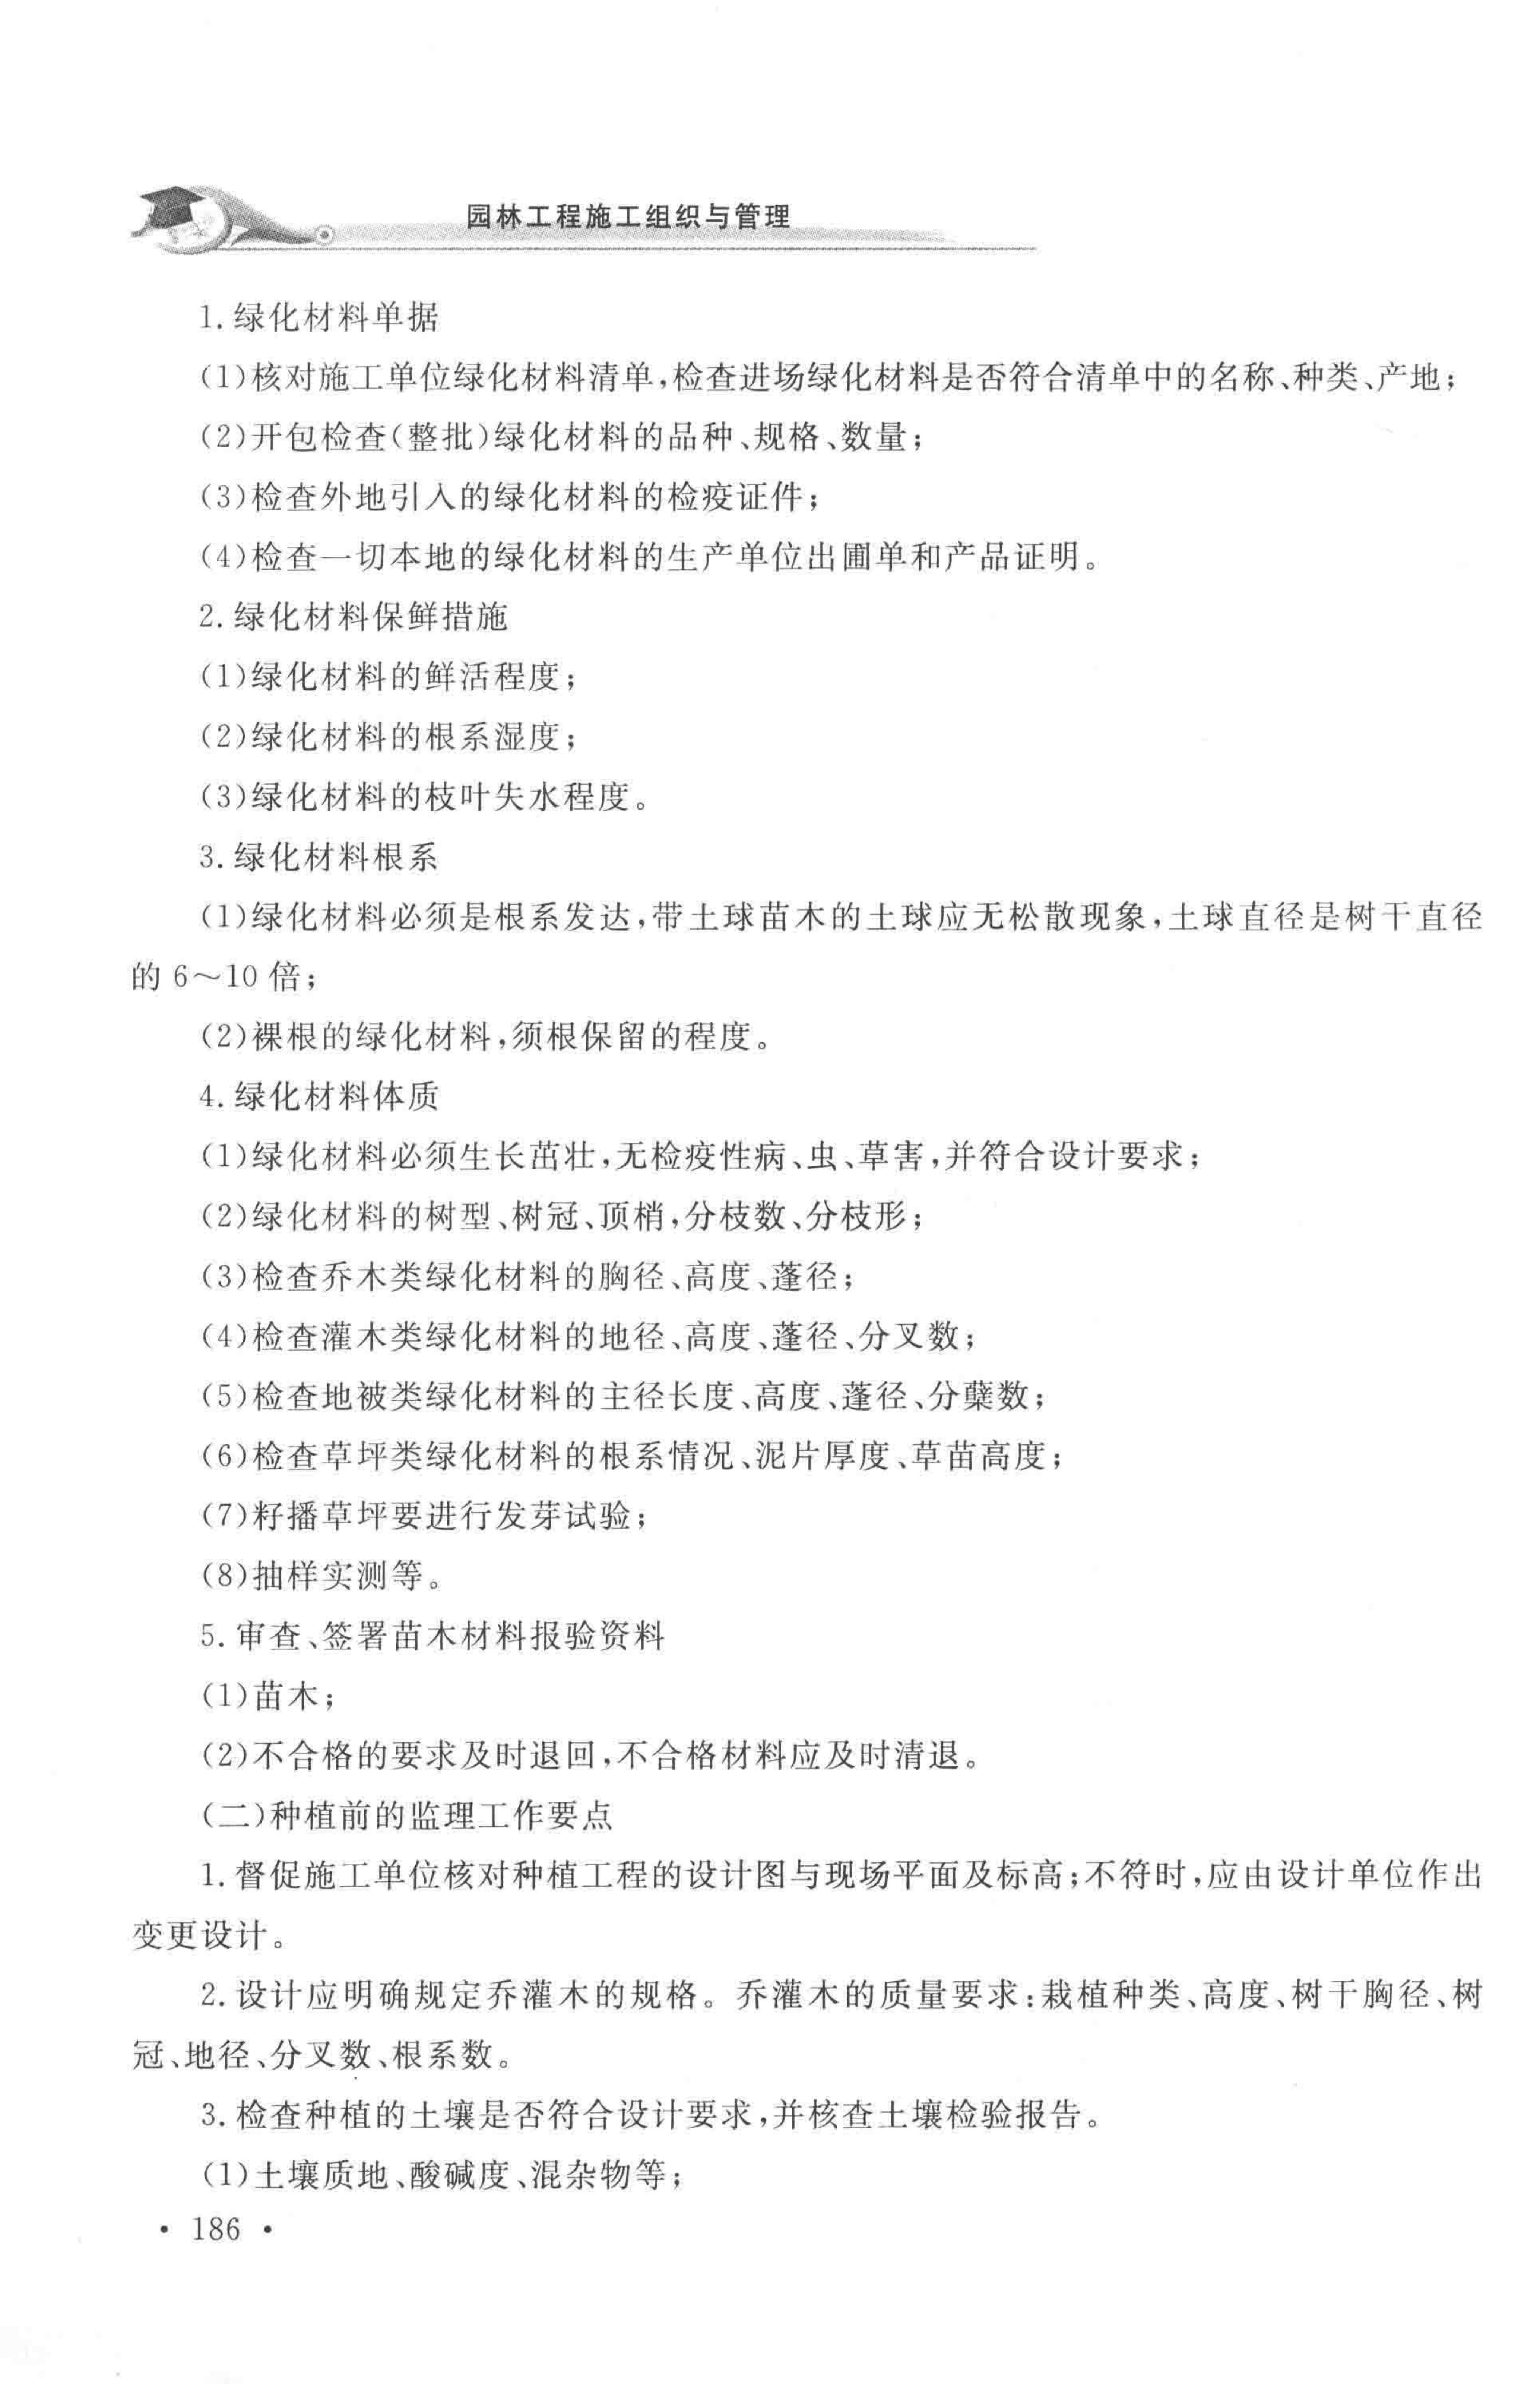 园林工程施工组织与管理
1.绿化材料单据
(1)核对施工单位绿化材料清单,检查进场绿化材料是否符合清单中的名称、种类、产地;
(2)开包检查(整批)绿化材料的品种、规格、数量;
(3)检查外地引入的绿化材料的检疫证件;
(4)检查一切本地的绿化材料的生产单位出圃单和产品证明。
2.绿化材料保鲜措施
(1)绿化材料的鲜活程度;
(2)绿化材料的根系湿度;
(3)绿化材料的枝叶失水程度。
3.绿化材料根系
(1)绿化材料必须是根系发达,带土球苗木的土球应无松散现象,土球直径是树干直径
的 6～10 倍;
(2)裸根的绿化材料,须根保留的程度。
4.绿化材料体质
(1)绿化材料必须生长茁壮,无检疫性病、虫、草害,并符合设计要求;
(2)绿化材料的树型、树冠、顶梢,分枝数、分枝形;
(3)检查乔木类绿化材料的胸径、高度、蓬径;
(4)检查灌木类绿化材料的地径、高度、蓬径、分叉数;
(5)检查地被类绿化材料的主径长度、高度、蓬径、分蘖数;
(6)检查草坪类绿化材料的根系情况、泥片厚度、草苗高度;
(7)籽播草坪要进行发芽试验;
(8)抽样实测等。
5.审查、签署苗木材料报验资料
(1)苗木;
(2)不合格的要求及时退回,不合格材料应及时清退。
(二)种植前的监理工作要点
1.督促施工单位核对种植工程的设计图与现场平面及标高;不符时,应由设计单位作出
变更设计。
2.设计应明确规定乔灌木的规格。乔灌木的质量要求:栽植种类、高度、树干胸径、树
冠、地径、分叉数、根系数。
3.检查种植的土壤是否符合设计要求,并核查土壤检验报告。
(1)土壤质地、酸碱度、混杂物等;
• 186 •